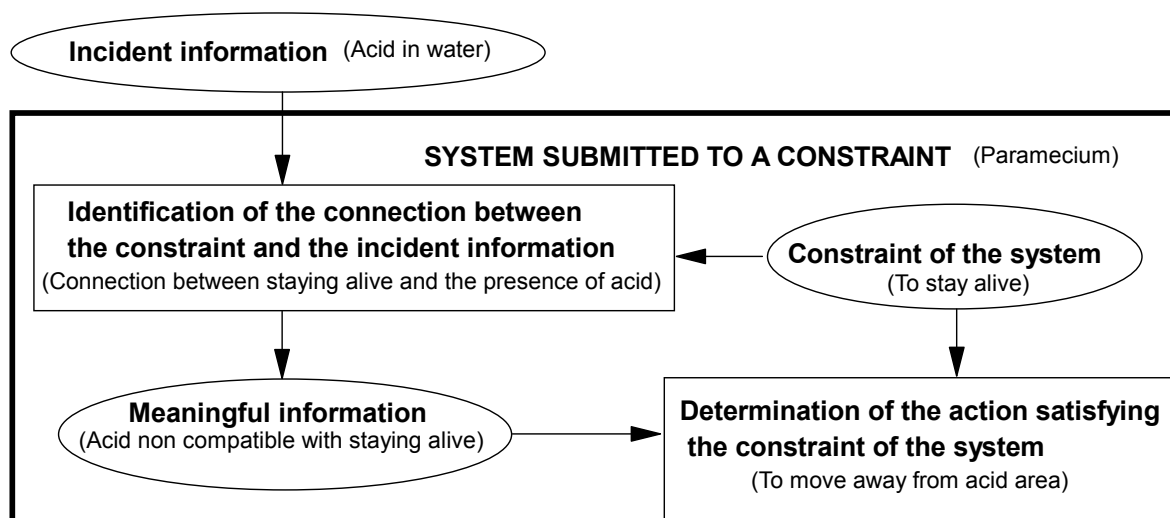 Incident information (Acid in water)
SYSTEM SUBMITTED TO A CONSTRAINT (Paramecium)
Identification of the connection between
the constraint and the incident information
(Connection between staying alive and the presence of acid)
Constraint of the system
(To stay alive)
Meaningful information
(Acid non compatible with staying alive)
Determination of the action satisfying
the constraint of the system
(To move away from acid area)